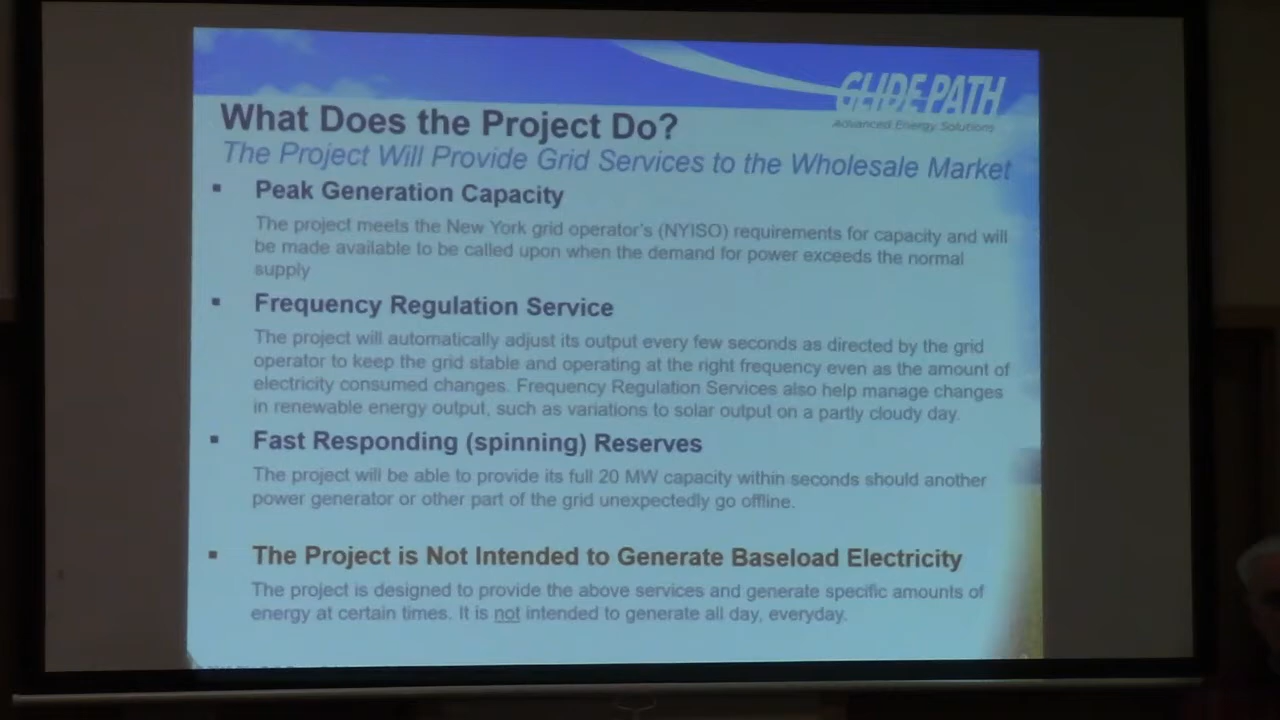 GLIDE PATH
Advanced Energy Solutions
What Does the Project Do?
The Project Will Provide Grid Services to the Wholesale Market
▪ Peak Generation Capacity
The project meets the New York grid operator's (NYISO) requirements for capacity and will
be made available to be called upon when the demand for power exceeds the normal
supply
▪ Frequency Regulation Service
The project will automatically adjust its output every few seconds as directed by the grid
operator to keep the grid stable and operating at the right frequency even as the amount of
electricity consumed changes. Frequency Regulation Services also help manage changes
in renewable energy output, such as variations to solar output on a partly cloudy day.
▪ Fast Responding (spinning) Reserves
The project will be able to provide its full 20 MW capacity within seconds should another
power generator or other part of the grid unexpectedly go offline.
▪ The Project is Not Intended to Generate Baseload Electricity
The project is designed to provide the above services and generate specific amounts of
energy at certain times. It is not intended to generate all day, everyday.